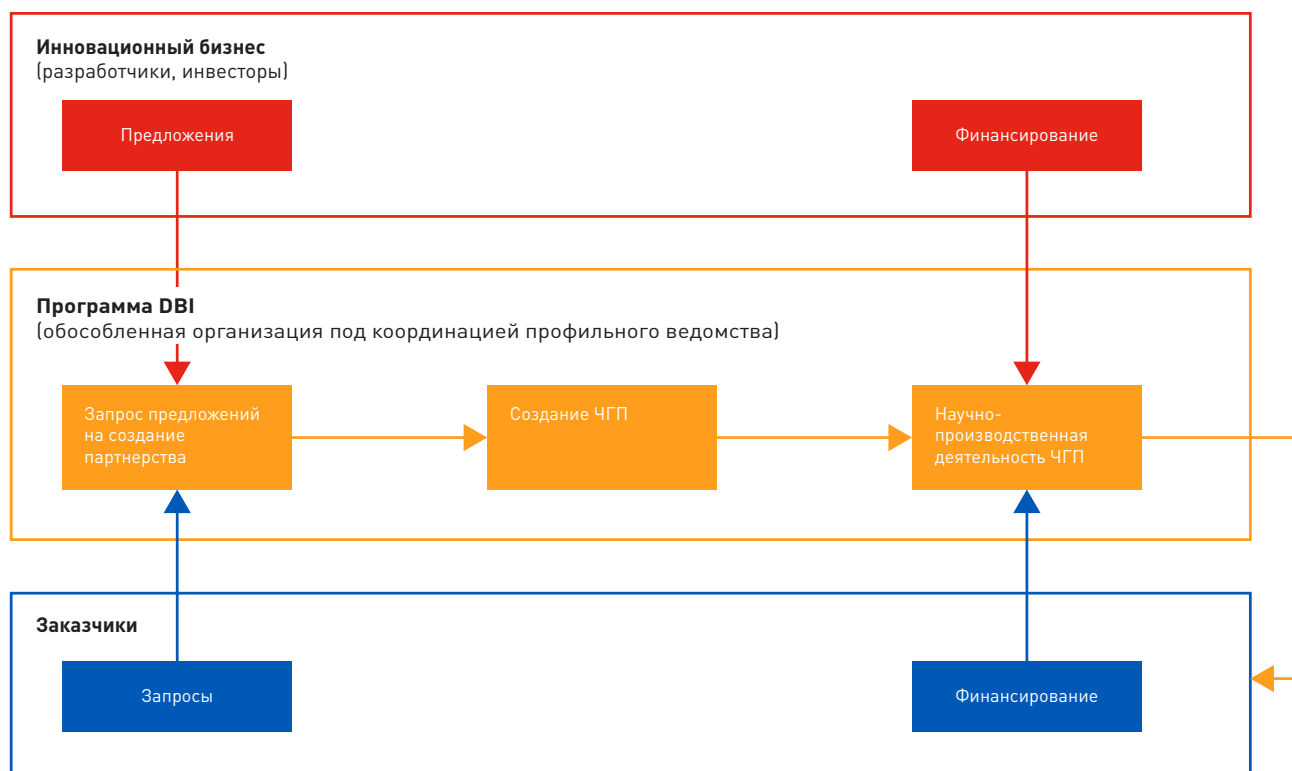 Инновационный бизнес
(разработчики, инвесторы)
Предложения
Финансирование
Программа DBI
(обособленная организация под координацией профильного ведомства)
Запрос предложений
на создание
партнерства
Создание ЧГП
Научно-
производственная
деятельность ЧГП
Заказчики
Запросы
Финансирование